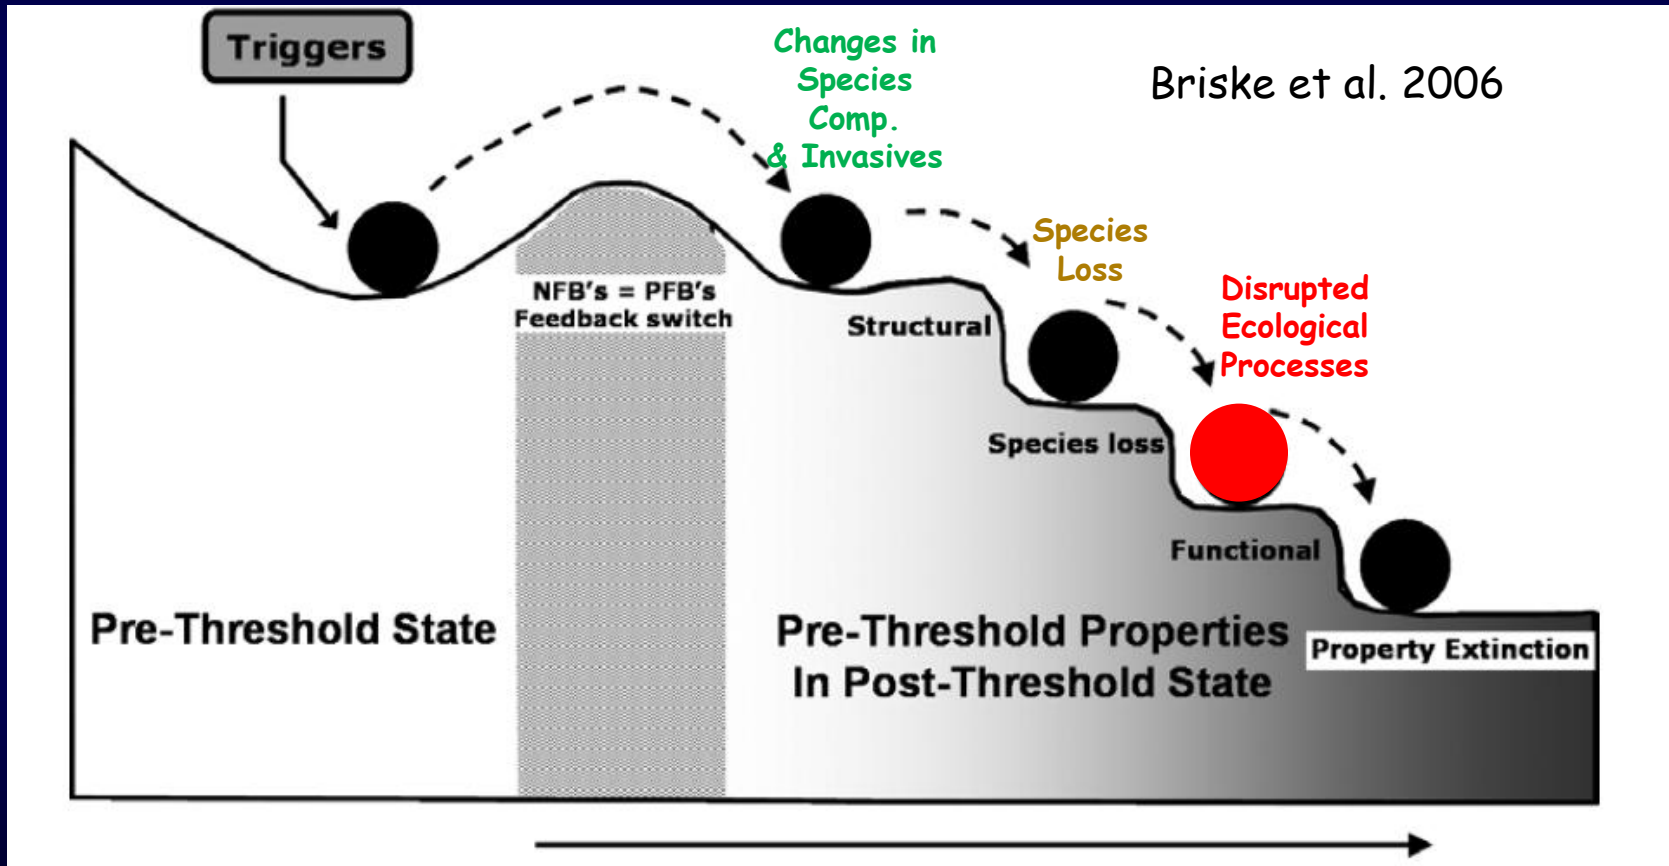 Triggers
Changes in
Species
Comp.
& Invasives
Briske et al. 2006
Species
Loss
Disrupted
Ecological
Processes
NFB's = PFB's
Feedback switch
Structural
Species loss
Functional
Pre-Threshold State
Pre-Threshold Properties
In Post-Threshold State
Property Extinction